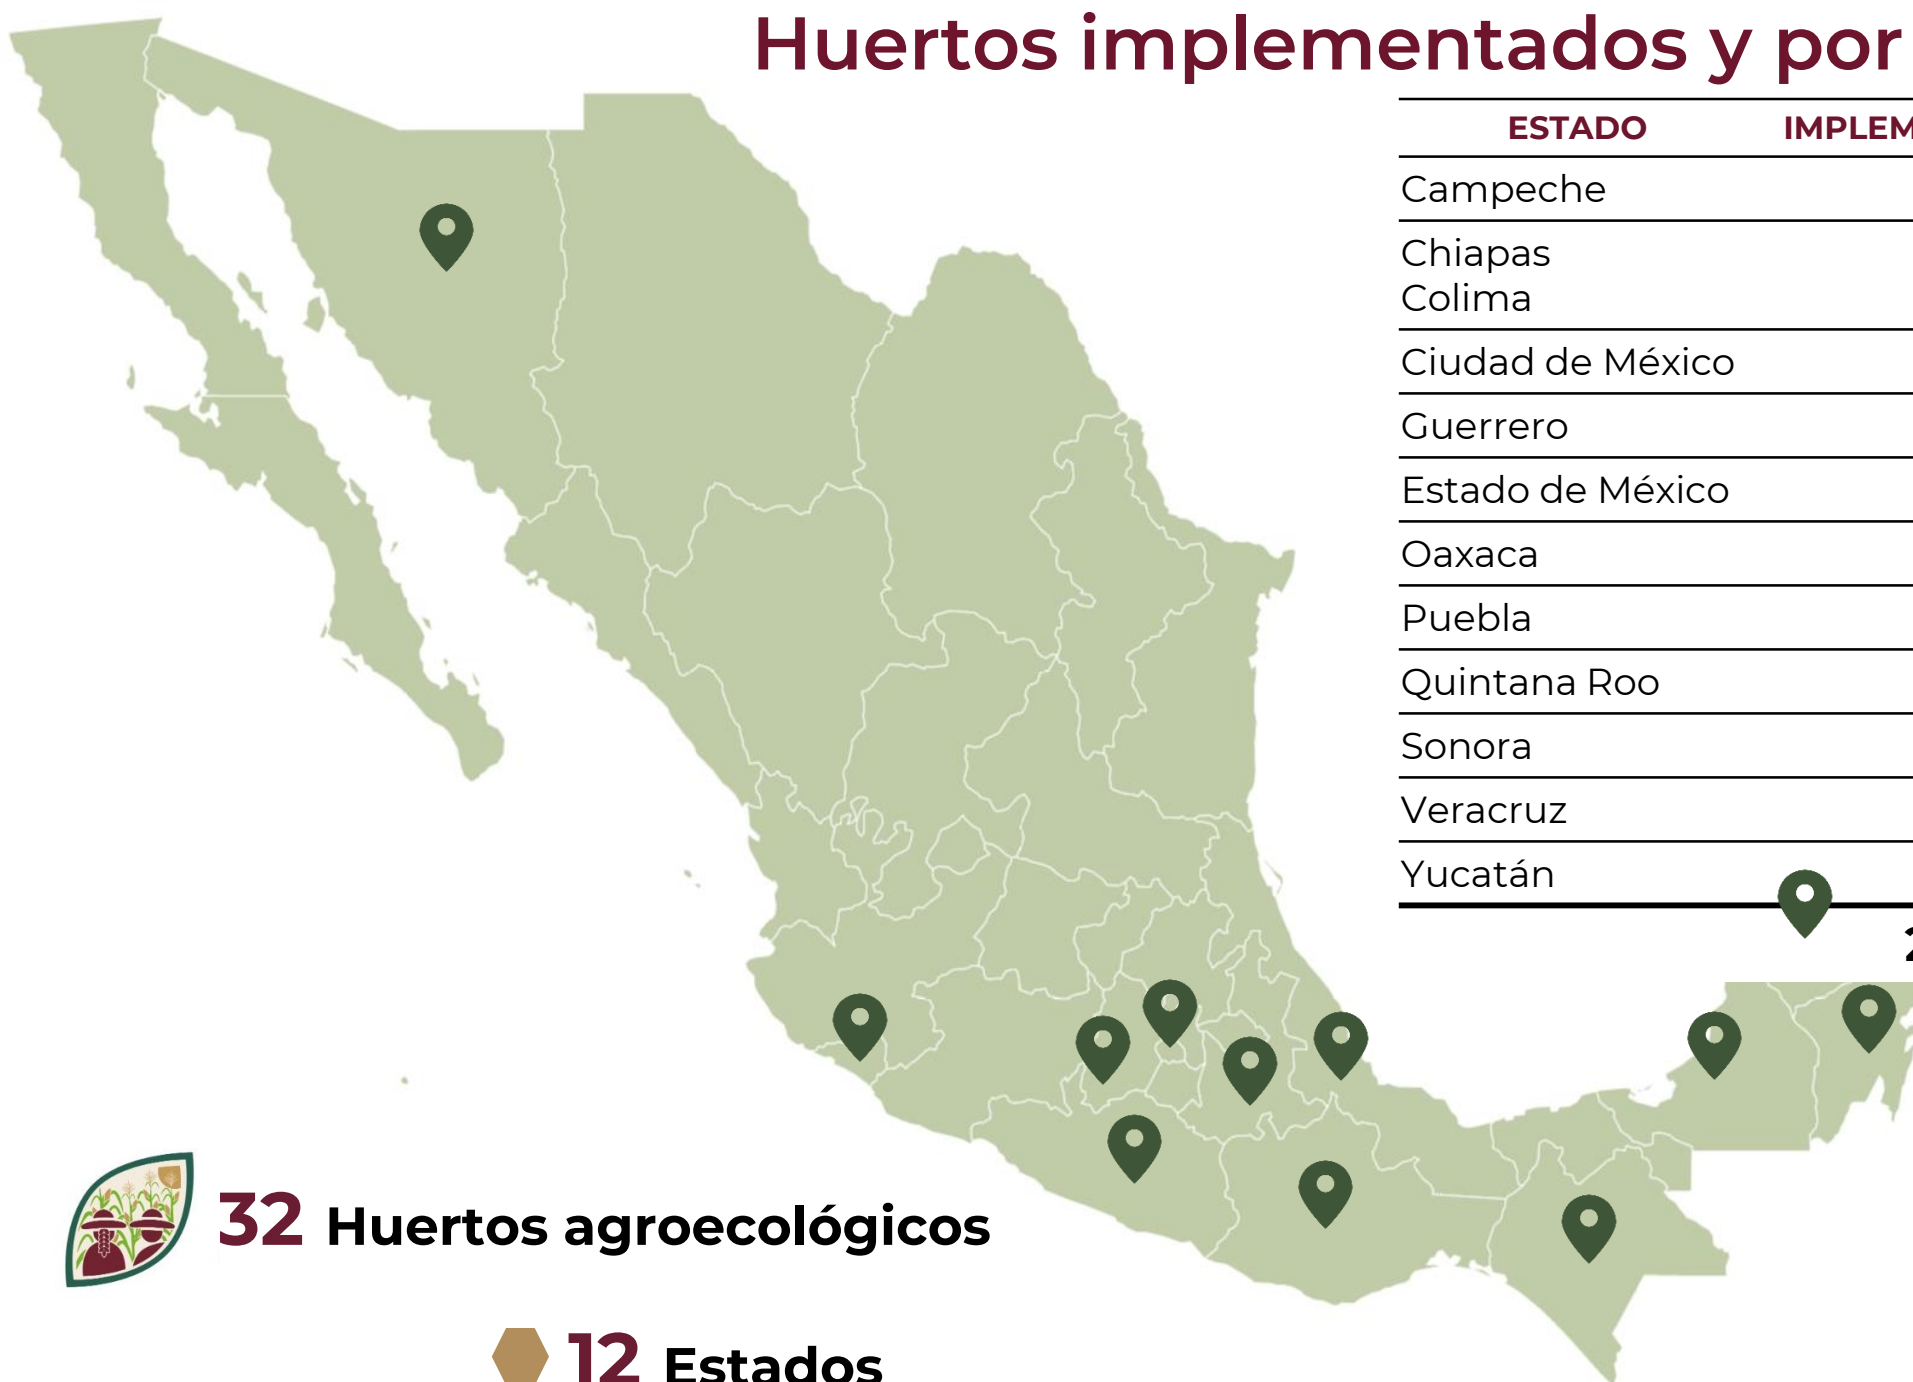 Huertos implementados y por
ESTADO IMPLEM
Campeche
Chiapas
Colima
Ciudad de México
Guerrero
Estado de México
Oaxaca
Puebla
Quintana Roo
Sonora
Veracruz
Yucatán
32 Huertos agroecológicos
12 Estados